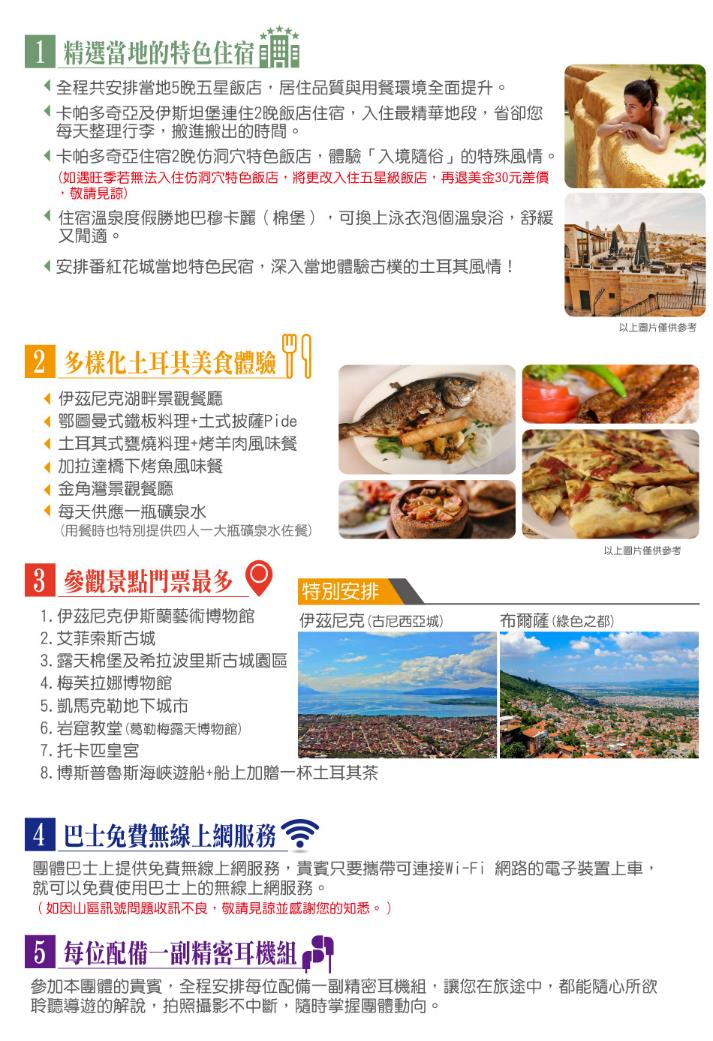 1 精選當地的特色住宿
全程共安排當地5晚五星飯店，居住品質與用餐環境全面提升。
卡帕多奇亞及伊斯坦堡連住2晚飯店住宿，入住最精華地段，省卻您
每天整理行李，搬進搬出的時間。
卡帕多奇亞住宿2晚仿洞穴特色飯店，體驗「入境隨俗」的特殊風情。
(如遇旺季若無法入住仿洞穴特色飯店，將更改入住五星級飯店，再退美金30元差價
，敬請見諒)
住宿溫泉度假勝地巴穆卡麗（棉堡），可換上泳衣泡個溫泉浴，舒緩
又閒適。
安排番紅花城當地特色民宿，深入當地體驗古樸的土耳其風情！
以上圖片僅供參考
2 多樣化土耳其美食體驗
伊茲尼克湖畔景觀餐廳
鄂圖曼式鐵板料理+土式披薩Pide
土耳其式甕燒料理+烤羊肉風味餐
加拉達橋下烤魚風味餐
金角灣景觀餐廳
每天供應一瓶礦泉水
(用餐時也特別提供四人一大瓶礦泉水佐餐)
以上圖片僅供參考
3 參觀景點門票最多
1.伊茲尼克伊斯蘭藝術博物館
2.艾菲索斯古城
3.露天棉堡及希拉波里斯古城園區
4.梅芙拉娜博物館
5.凱馬克勒地下城市
6.岩窟教堂(葛勒梅露天博物館)
7.托卡匹皇宮
8.博斯普魯斯海峽遊船+船上加贈一杯土耳其茶
特別安排
伊茲尼克(古尼西亞城)
布爾薩(綠色之都)
4 巴士免費無線上網服務
團體巴士上提供免費無線上網服務，貴賓只要攜帶可連接Wi-Fi 網路的電子裝置上車，
就可以免費使用巴士上的無線上網服務。
（如因山區訊號問題收訊不良，敬請見諒並感謝您的知悉。）
5 每位配備一副精密耳機組
參加本團體的貴賓，全程安排每位配備一副精密耳機組，讓您在旅途中，都能隨心所欲
聆聽導遊的解說，拍照攝影不中斷，隨時掌握團體動向。